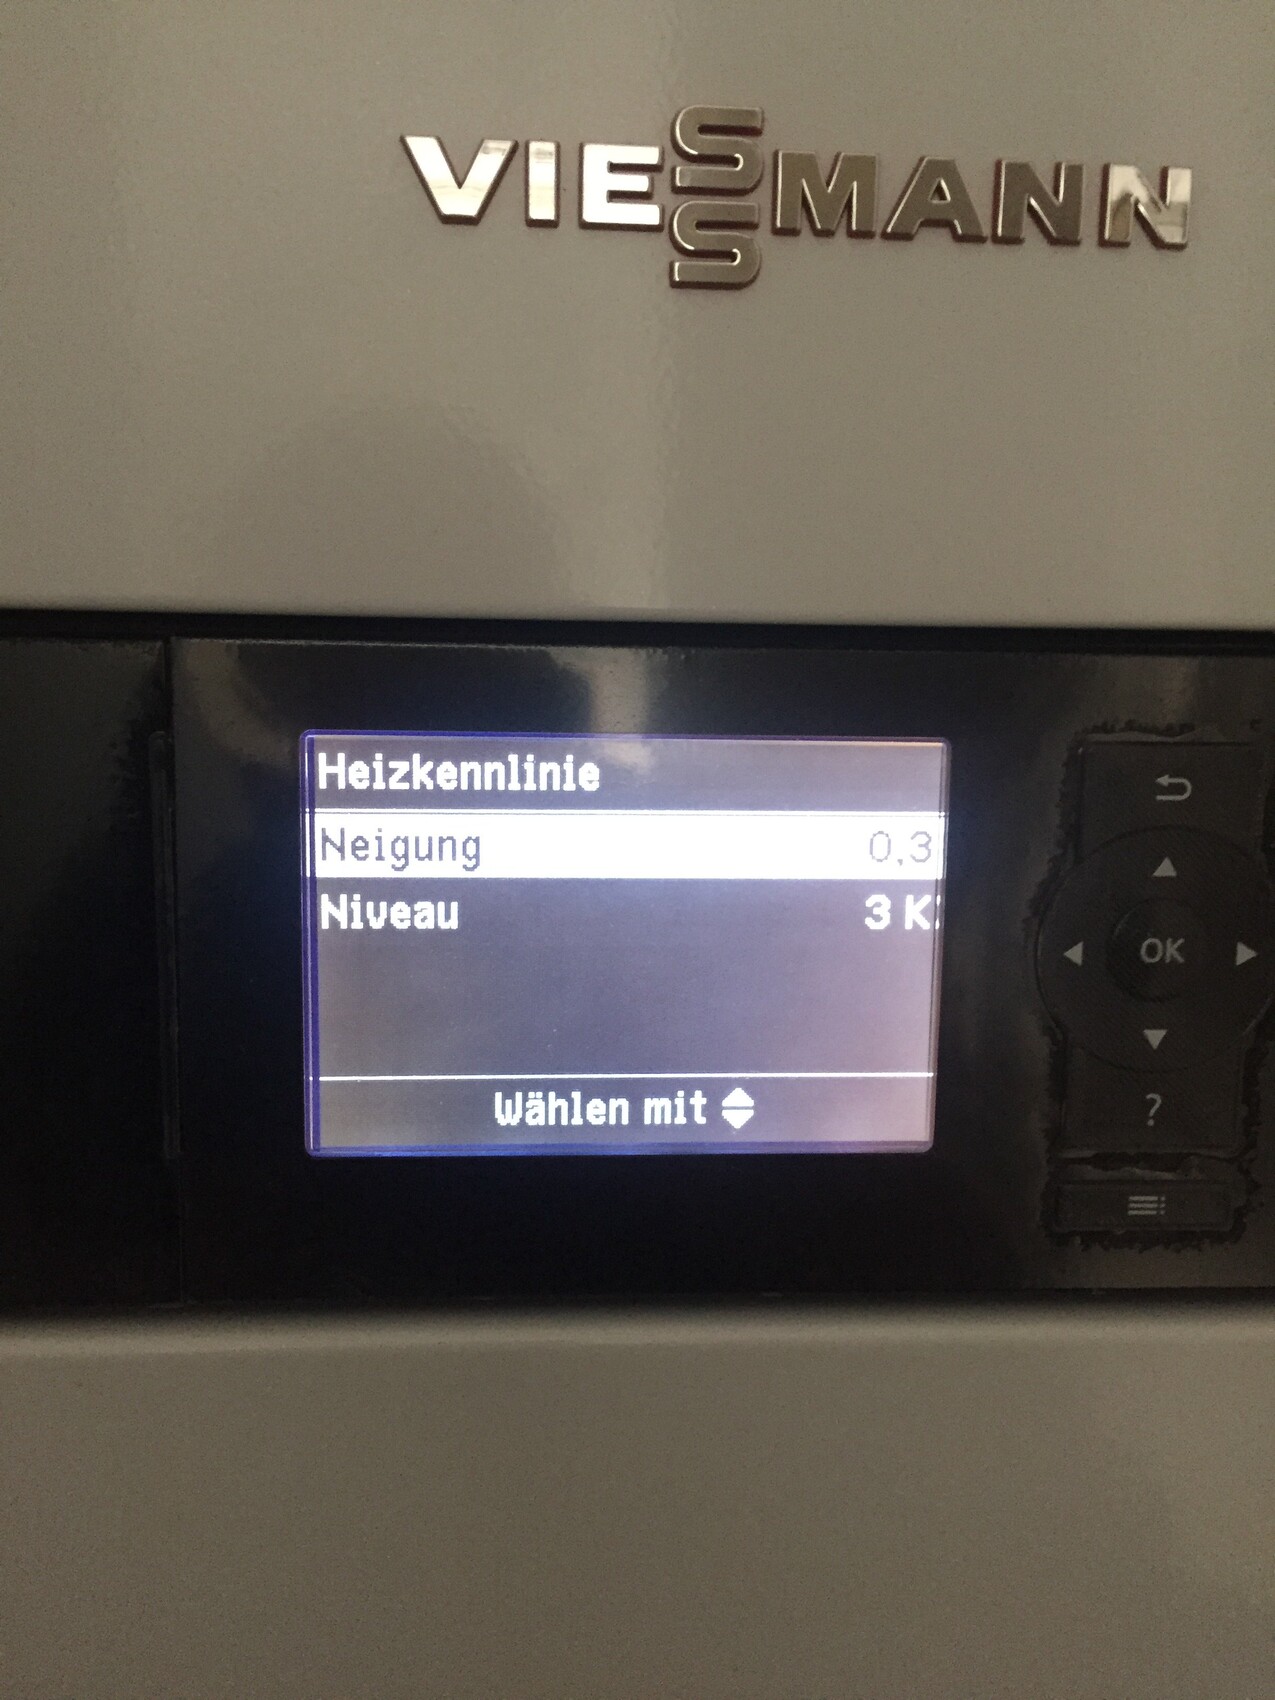 VIESSMANN
Heizkennlinie
Neigung 0,3
Niveau 3 K
Wählen mit
OK
?